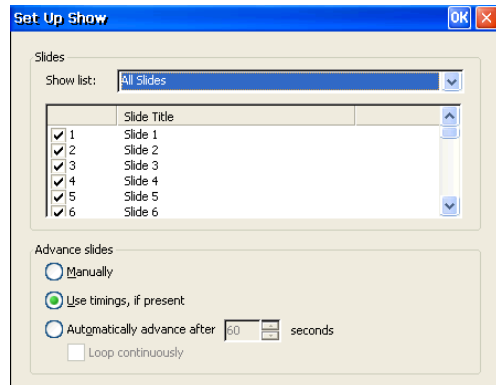 Set Up Show OK
Slides
Show list: All Slides
Slide Title
1 Slide 1
2 Slide 2
3 Slide 3
4 Slide 4
5 Slide 5
6 Slide 6
Advance slides
Manually
Use timings, if present
Automatically advance after 60 seconds
Loop continuously